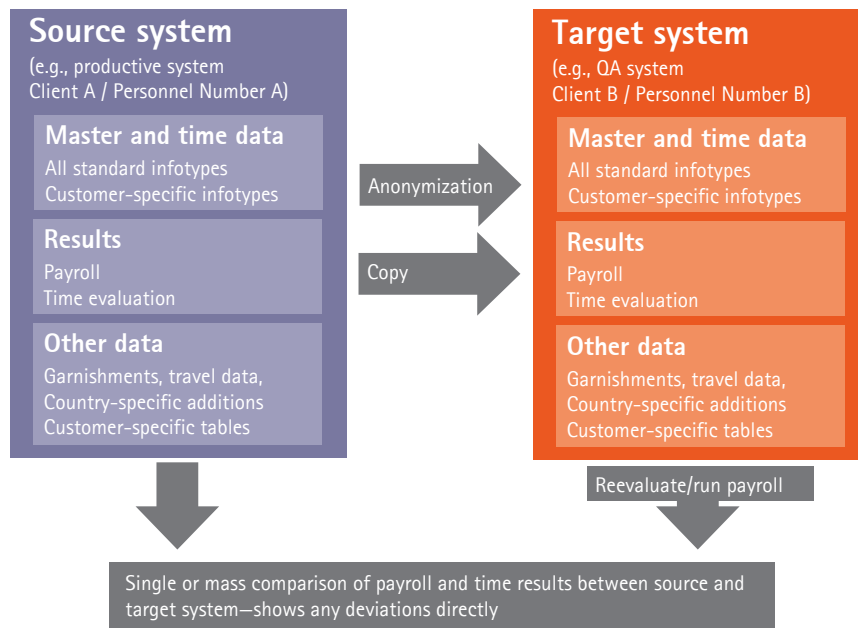 Source system
(e.g., productive system
Client A / Personnel Number A)
Master and time data
All standard infotypes
Customer-specific infotypes
Results
Payroll
Time evaluation
Other data
Garnishments, travel data,
Country-specific additions
Customer-specific tables
Anonymization
Copy
Target system
(e.g., QA system
Client B / Personnel Number B)
Master and time data
All standard infotypes
Customer-specific infotypes
Results
Payroll
Time evaluation
Other data
Garnishments, travel data,
Country-specific additions
Customer-specific tables
Reevaluate/run payroll
Single or mass comparison of payroll and time results between source and
target system—shows any deviations directly